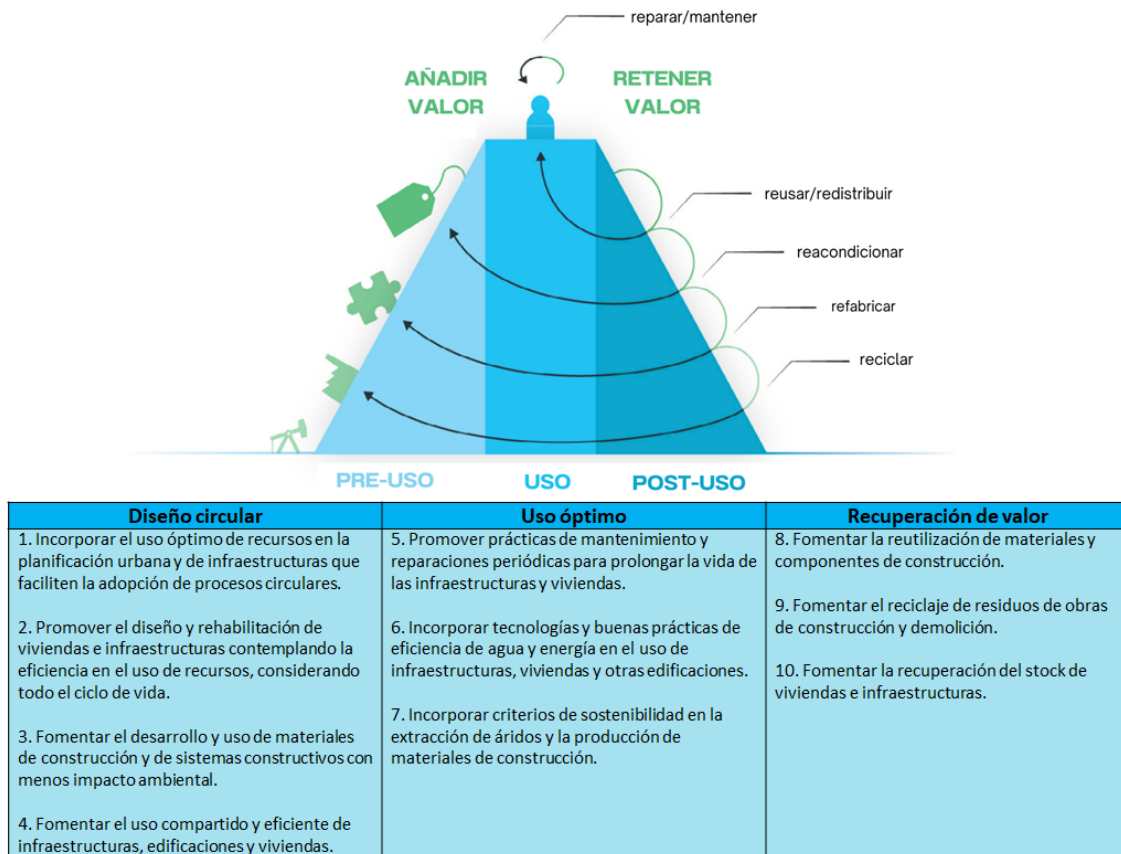 reparar/mantener
AÑADIR
VALOR
RETENER
VALOR
reusar/redistribuir
reacondicionar
refabricar
reciclar
PRE-USO
USO
POST-USO
Diseño circular
1. Incorporar el uso óptimo de recursos en la
planificación urbana y de infraestructuras que
faciliten la adopción de procesos circulares.
2. Promover el diseño y rehabilitación de
viviendas e infraestructuras contemplando la
eficiencia en el uso de recursos, considerando
todo el ciclo de vida.
3. Fomentar el desarrollo y uso de materiales
de construcción y de sistemas constructivos con
menos impacto ambiental.
4. Fomentar el uso compartido y eficiente de
infraestructuras, edificaciones y viviendas.
Uso óptimo
5. Promover prácticas de mantenimiento y
reparaciones periódicas para prolongar la vida de
las infraestructuras y viviendas.
6. Incorporar tecnologías y buenas prácticas de
eficiencia de agua y energía en el uso de
infraestructuras, viviendas y otras edificaciones.
7. Incorporar criterios de sostenibilidad en la
extracción de áridos y la producción de
materiales de construcción.
Recuperación de valor
8. Fomentar la reutilización de materiales y
componentes de construcción.
9. Fomentar el reciclaje de residuos de obras
de construcción y demolición.
10. Fomentar la recuperación del stock de
viviendas e infraestructuras.